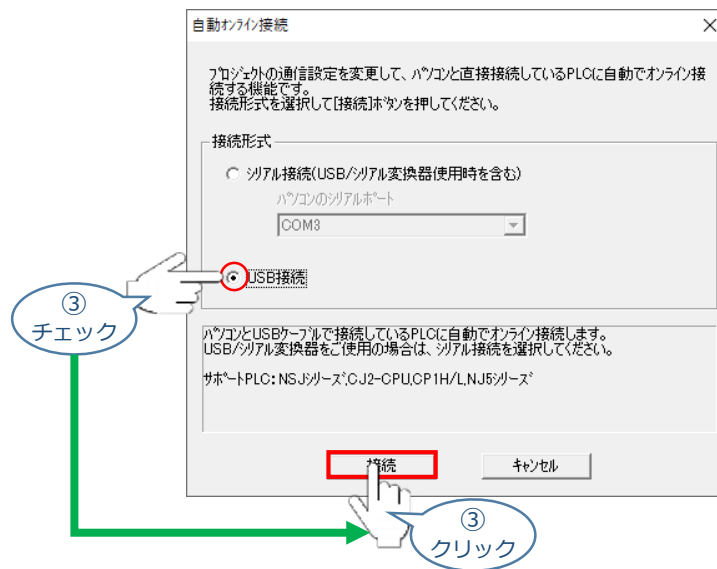 自動ｵﾝﾗｲﾝ接続
ﾌﾟﾛｼﾞｪｸﾄの通信設定を変更して、ﾊﾟｿｺﾝと直接接続しているPLCに自動でオンライン接
続する機能です。
接続形式を選択して[接続]ﾎﾞﾀﾝを押してください。
接続形式
ｼﾘｱﾙ接続(USB/ｼﾘｱﾙ変換器使用時を含む)
ﾊﾟｿｺﾝのｼﾘｱﾙﾎﾟｰﾄ
COM3
USB接続
③
チェック
ﾊﾟｿｺﾝとUSBｹｰﾌﾞﾙで接続しているPLCに自動でオンライン接続します。
USB/ｼﾘｱﾙ変換器をご使用の場合は、ｼﾘｱﾙ接続を選択してください。
ｻﾎﾟｰﾄPLC：NSJｼﾘｰｽﾞ,CJ2-CPU,CP1H/L,NJ5ｼﾘｰｽﾞ
接続
ｷｬﾝｾﾙ
③
クリック